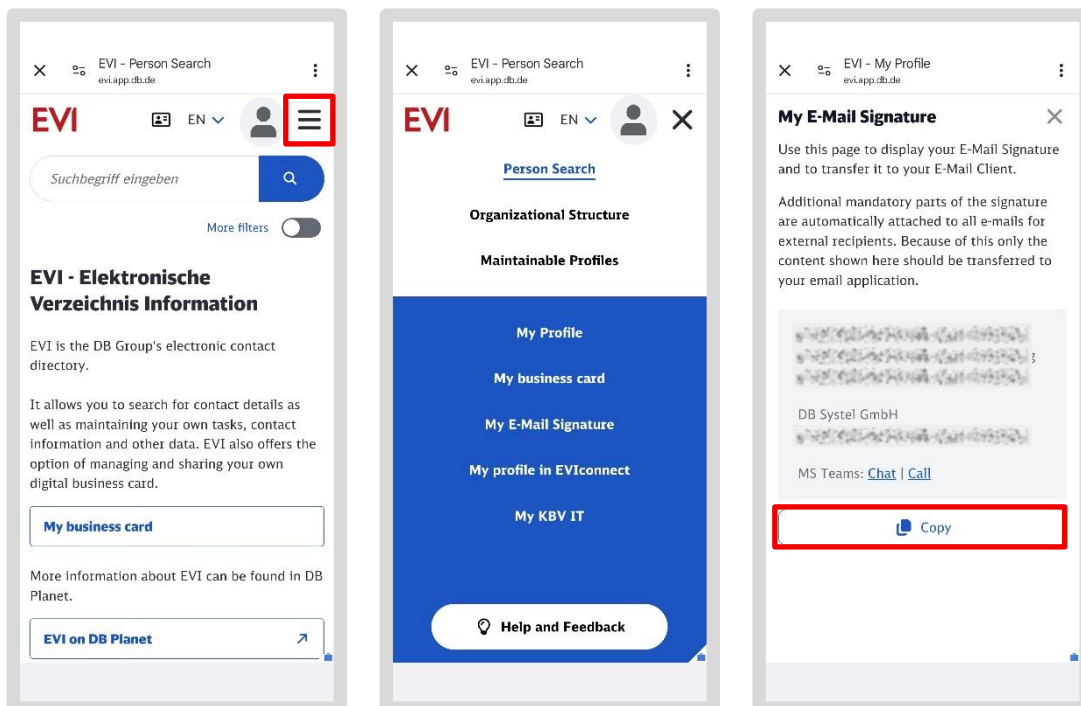 EVI - Person Search
evi.app.db.de
EVI
EN
Suchbegriff eingeben
More filters
EVI - Elektronische
Verzeichnis Information
EVI is the DB Group's electronic contact
directory.
It allows you to search for contact details as
well as maintaining your own tasks, contact
information and other data. EVI also offers the
option of managing and sharing your own
digital business card.
My business card
More information about EVI can be found in DB
Planet.
EVI on DB Planet
EVI - Person Search
evi.app.db.de
EVI
EN
Person Search
Organizational Structure
Maintainable Profiles
My Profile
My business card
My E-Mail Signature
My profile in EVIconnect
My KBV IT
Help and Feedback
EVI - My Profile
evi.app.db.de
My E-Mail Signature
Use this page to display your E-Mail Signature
and to transfer it to your E-Mail Client.
Additional mandatory parts of the signature
are automatically attached to all e-mails for
external recipients. Because of this only the
content shown here should be transferred to
your email application.
DB Systel GmbH
MS Teams: Chat | Call
Copy